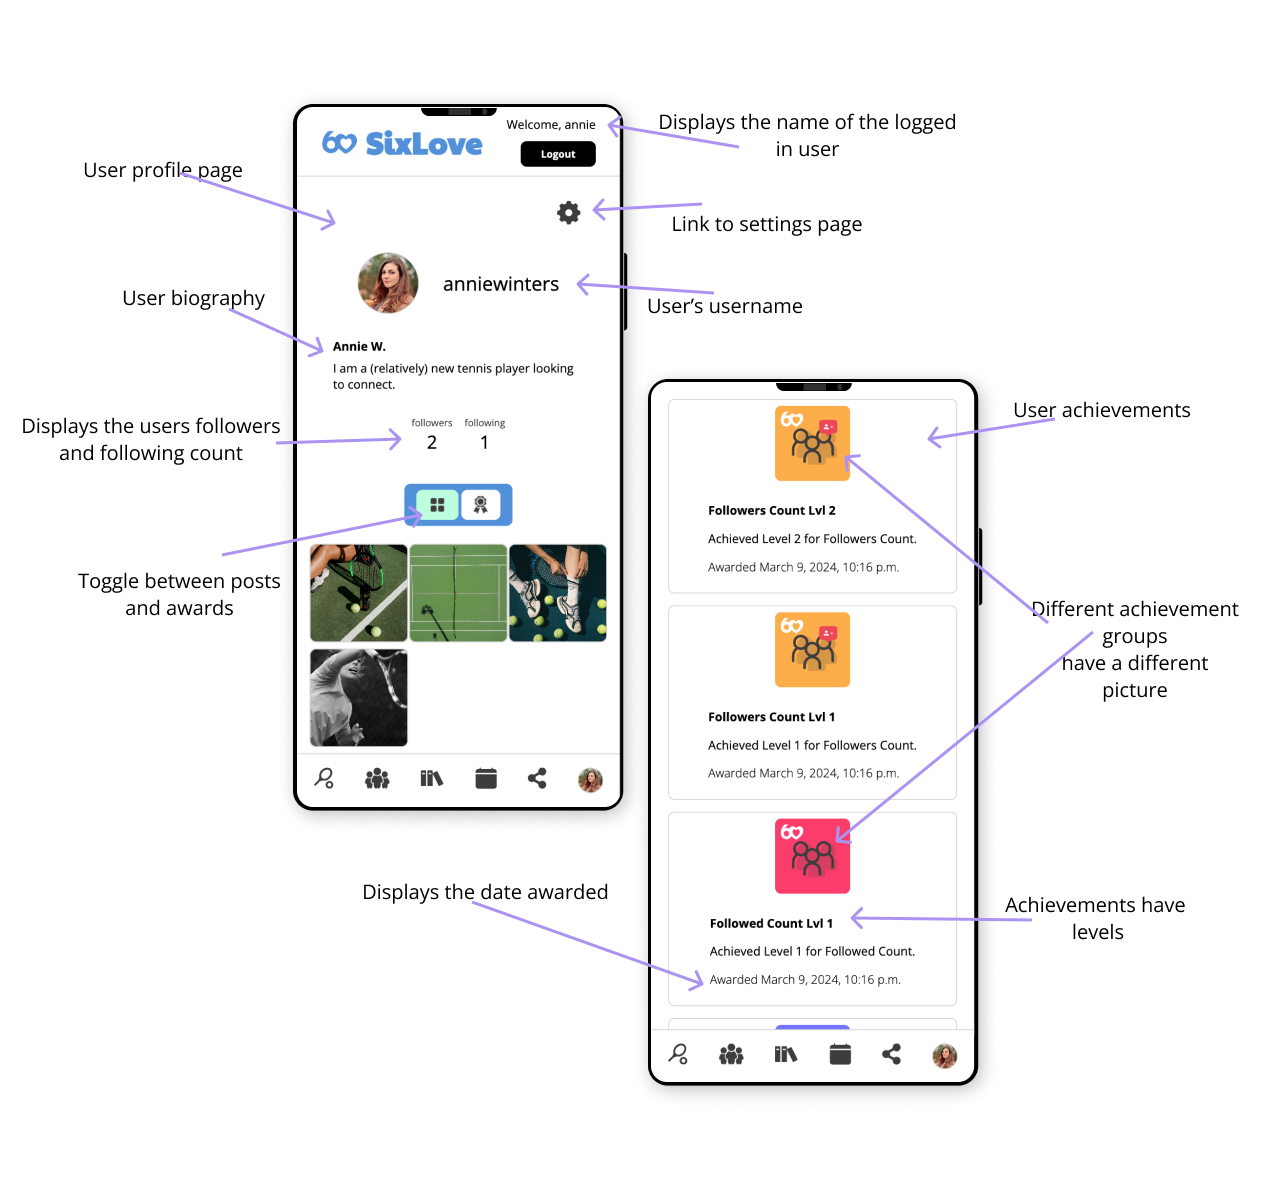 Welcome, annie
SixLove
Logout
Displays the name of the logged
in user
User profile page
Link to settings page
anniewinters
User biography
User's username
Annie W.
I am a (relatively) new tennis player looking
to connect.
Displays the users followers
and following count
followers following
2 1
Toggle between posts
and awards
User achievements
Followers Count Lvl 2
Achieved Level 2 for Followers Count.
Awarded March 9, 2024, 10:16 p.m.
Different achievement
groups
have a different
picture
Followers Count Lvl 1
Achieved Level 1 for Followers Count.
Awarded March 9, 2024, 10:16 p.m.
Displays the date awarded
Followed Count Lvl 1
Achieved Level 1 for Followed Count.
Awarded March 9, 2024, 10:16 p.m.
Achievements have
levels